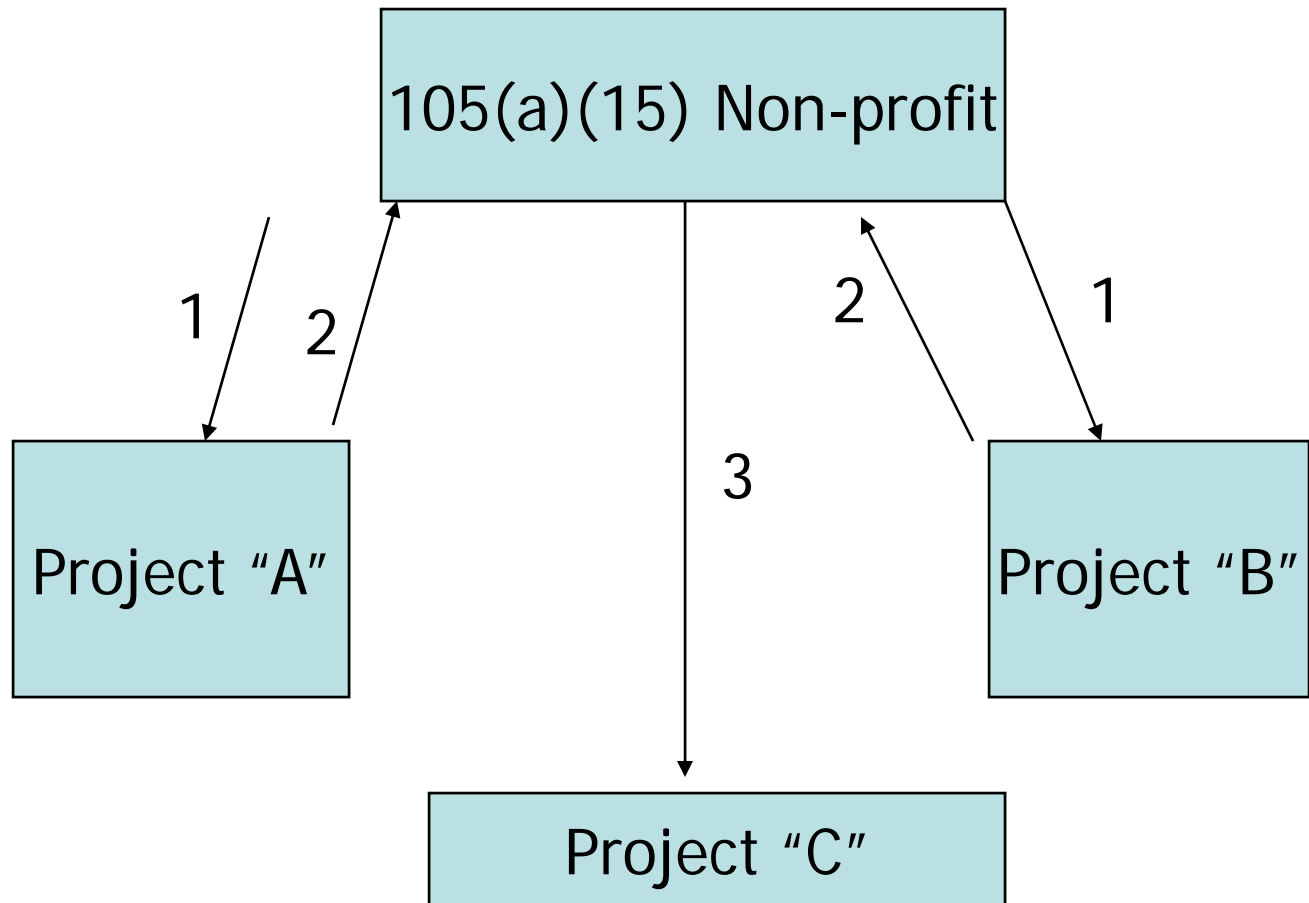 105(a)(15) Non-profit
1
2
2
1
3
Project “A”
Project “B”
Project “C”